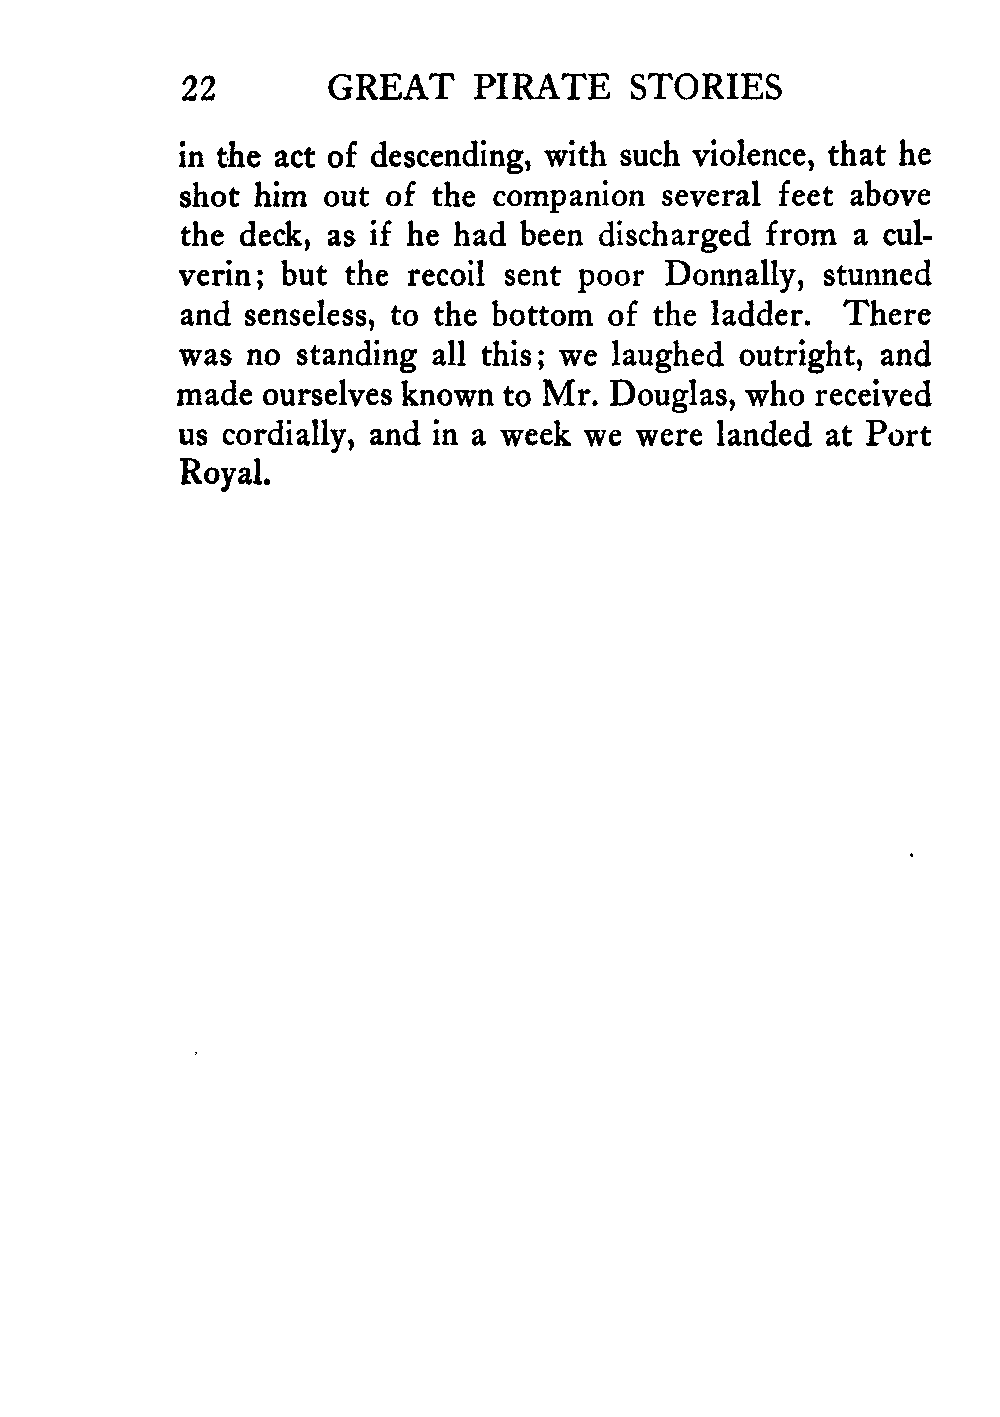 22 GREAT PIRATE STORIES
in the act of descending, with such violence, that he
shot him out of the companion several feet above
the deck, as if he had been discharged from a cul-
verin; but the recoil sent poor Donnally, stunned
and senseless, to the bottom of the ladder. There
was no standing all this; we laughed outright, and
made ourselves known to Mr. Douglas, who received
us cordially, and in a week we were landed at Port
Royal.